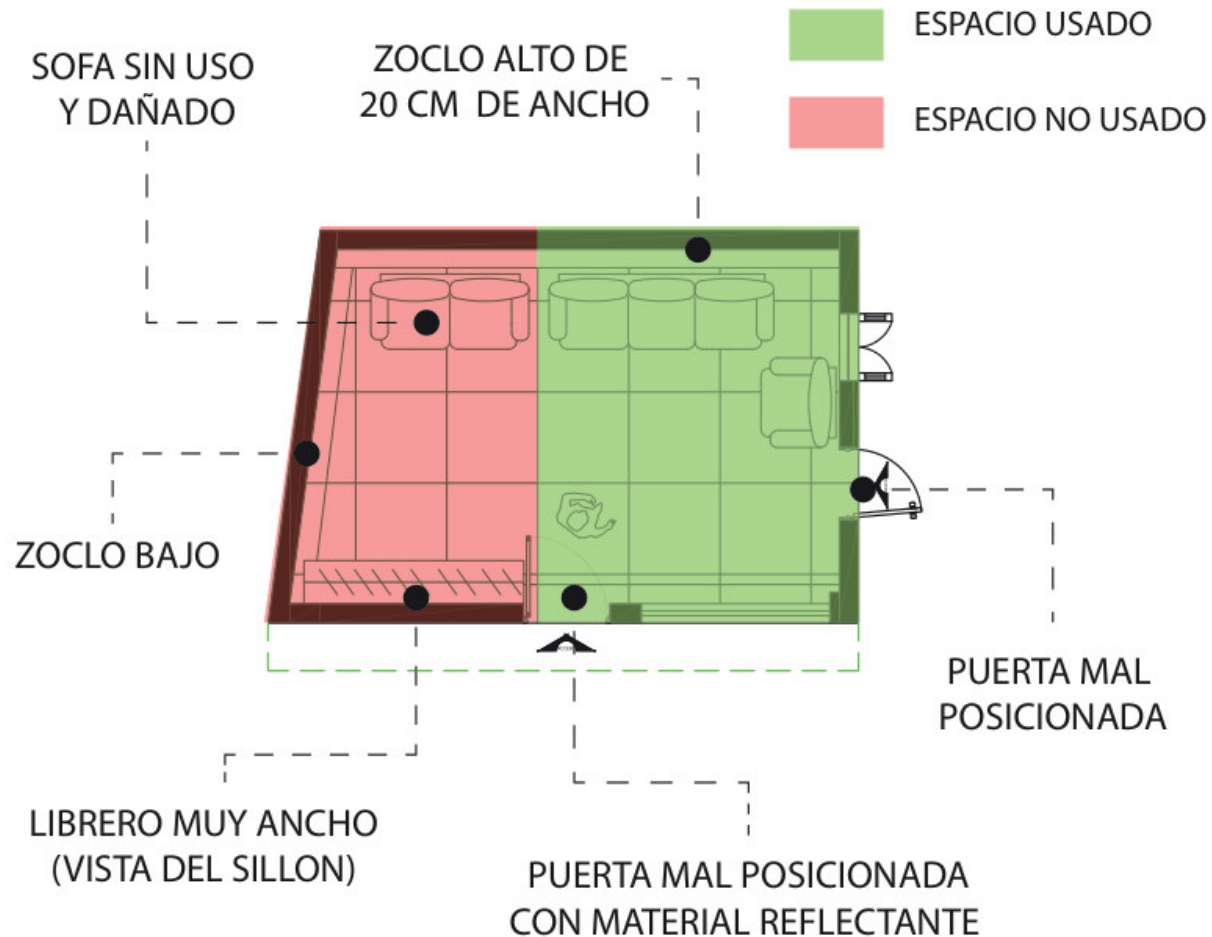 ESPACIO USADO
ESPACIO NO USADO
SOFA SIN USO
Y DAÑADO
ZOCLO ALTO DE
20 CM DE ANCHO
ZOCLO BAJO
PUERTA MAL
POSICIONADA
LIBRERO MUY ANCHO
(VISTA DEL SILLON)
PUERTA MAL POSICIONADA
CON MATERIAL REFLECTANTE